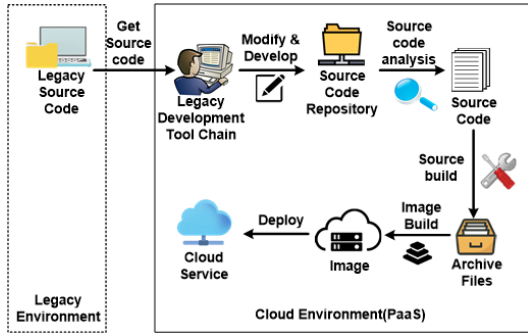 Get
Source
code
Legacy
Source
Code
Legacy
Environment
Legacy
Development
Tool Chain
Modify &
Develop
Source
Code
Repository
Source
code
analysis
Source
Code
Source
build
Archive
Files
Image
Build
Image
Deploy
Cloud
Service
Cloud Environment(PaaS)